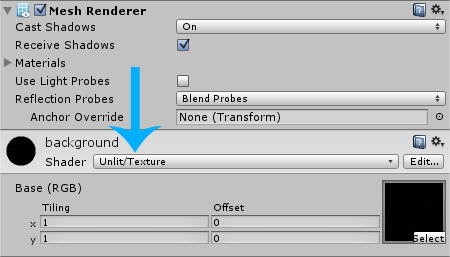 Mesh Renderer
Cast Shadows On
Receive Shadows
Materials
Use Light Probes
Reflection Probes Blend Probes
Anchor Override None (Transform)
background
Shader Unlit/Texture Edit...
Base (RGB)
Tiling Offset
x 1 0
y 1 0
Select